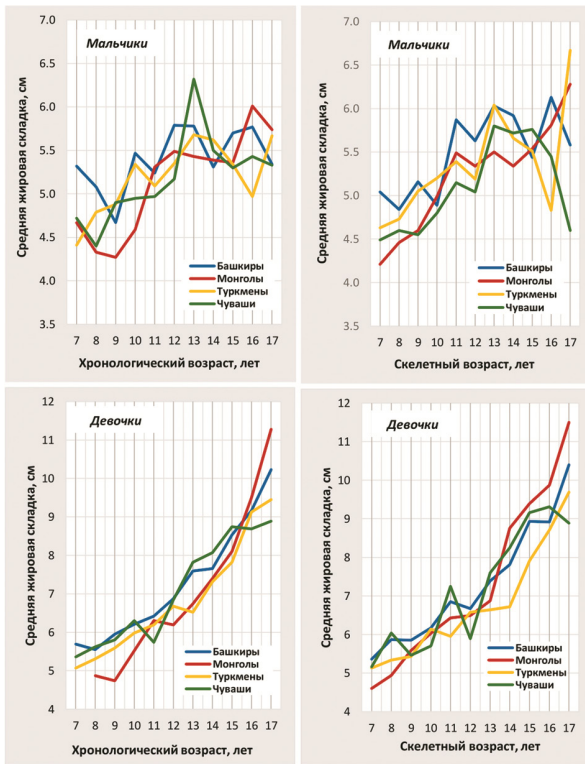 Мальчики
Средняя жировая складка, см
7.0
6.5
6.0
5.5
5.0
4.5
4.0
3.5
7 8 9 10 11 12 13 14 15 16 17
Хронологический возраст, лет
Башкиры
Монголы
Туркмены
Чуваши
Мальчики
Средняя жировая складка, см
7.0
6.5
6.0
5.5
5.0
4.5
4.0
3.5
7 8 9 10 11 12 13 14 15 16 17
Скелетный возраст, лет
Башкиры
Монголы
Туркмены
Чуваши
Девочки
Средняя жировая складка, см
12
11
10
9
8
7
6
5
4
7 8 9 10 11 12 13 14 15 16 17
Хронологический возраст, лет
Башкиры
Монголы
Туркмены
Чуваши
Девочки
Средняя жировая складка, см
12
11
10
9
8
7
6
5
4
7 8 9 10 11 12 13 14 15 16 17
Скелетный возраст, лет
Башкиры
Монголы
Туркмены
Чуваши